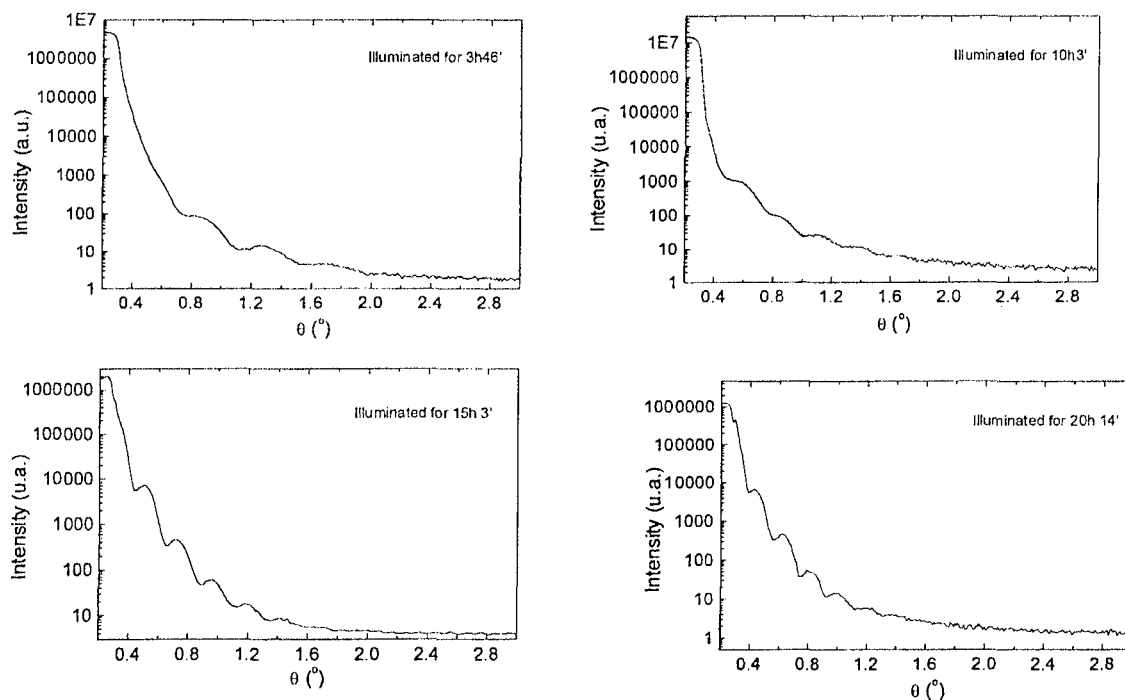 Illuminated for 3h46'
Intensity (a.u.)
1E7
1000000
100000
10000
1000
100
10
1
0.4 0.8 1.2 1.6 2.0 2.4 2.8
θ (°)
Illuminated for 10h3'
Intensity (u.a.)
1E7
1000000
100000
10000
1000
100
10
1
0.4 0.8 1.2 1.6 2.0 2.4 2.8
θ (°)
Illuminated for 15h 3'
Intensity (u.a.)
1000000
100000
10000
1000
100
10
0.4 0.8 1.2 1.6 2.0 2.4 2.8
θ (°)
Illuminated for 20h 14'
Intensity (u.a.)
1000000
100000
10000
1000
100
10
1
0.4 0.8 1.2 1.6 2.0 2.4 2.8
θ (°)